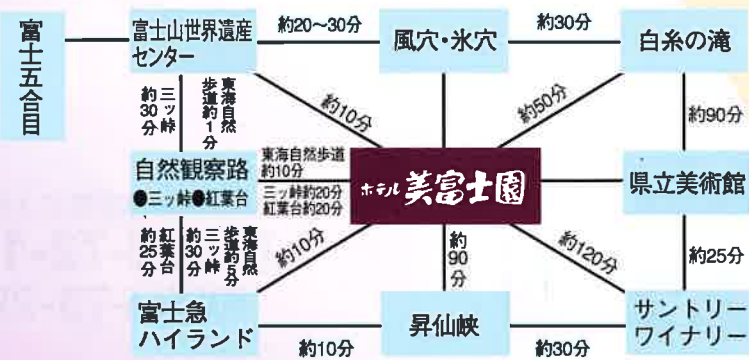 富士五合目
富士山世界遺産
センター
約20〜30分
風穴・氷穴
約30分
白糸の滝
三ッ峠
約30分
東海自然
歩道約1分
約10分
約50分
約90分
自然観察路
●三ッ峠●紅葉台
東海自然歩道
約10分
三ッ峠約20分
紅葉台約20分
ホテル美富士園
県立美術館
紅葉台
約25分
三ッ峠
約30分
東海自然
歩道約5分
約10分
約90分
約120分
約25分
富士急
ハイランド
約10分
昇仙峡
約30分
サントリー
ワイナリー